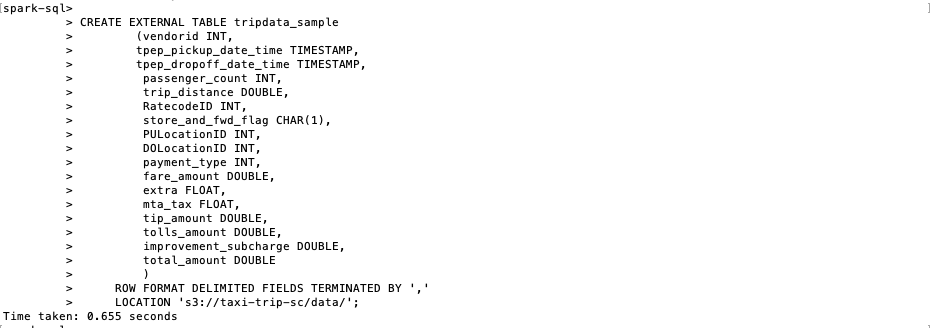 [spark-sql> ]
> CREATE EXTERNAL TABLE tripdata_sample
> (vendorid INT,
> tpep_pickup_date_time TIMESTAMP,
> tpep_dropoff_date_time TIMESTAMP,
> passenger_count INT,
> trip_distance DOUBLE,
> RatecodeID INT,
> store_and_fwd_flag CHAR(1),
> PULocationID INT,
> DOLocationID INT,
> payment_type INT,
> fare_amount DOUBLE,
> extra FLOAT,
> mta_tax FLOAT,
> tip_amount DOUBLE,
> tolls_amount DOUBLE,
> improvement_subcharge DOUBLE,
> total_amount DOUBLE
> )
> ROW FORMAT DELIMITED FIELDS TERMINATED BY ','
> LOCATION 's3://taxi-trip-sc/data/';
Time taken: 0.655 seconds